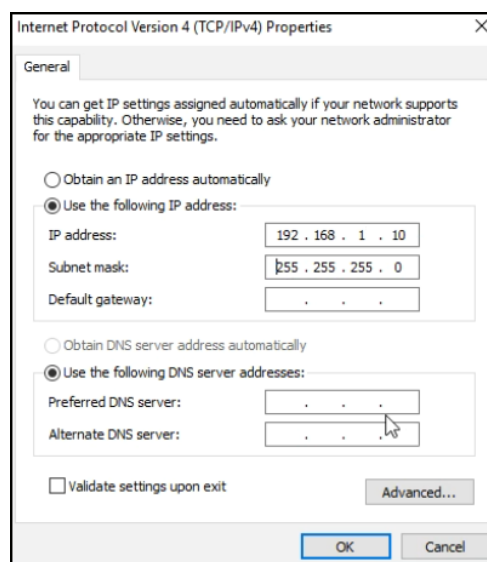 Internet Protocol Version 4 (TCP/IPv4) Properties
General
You can get IP settings assigned automatically if your network supports
this capability. Otherwise, you need to ask your network administrator
for the appropriate IP settings.
Obtain an IP address automatically
Use the following IP address:
IP address: 192 . 168 . 1 . 10
Subnet mask: 255 . 255 . 255 . 0
Default gateway: . . .
Obtain DNS server address automatically
Use the following DNS server addresses:
Preferred DNS server: . . .
Alternate DNS server: . . .
Validate settings upon exit
Advanced...
OK Cancel